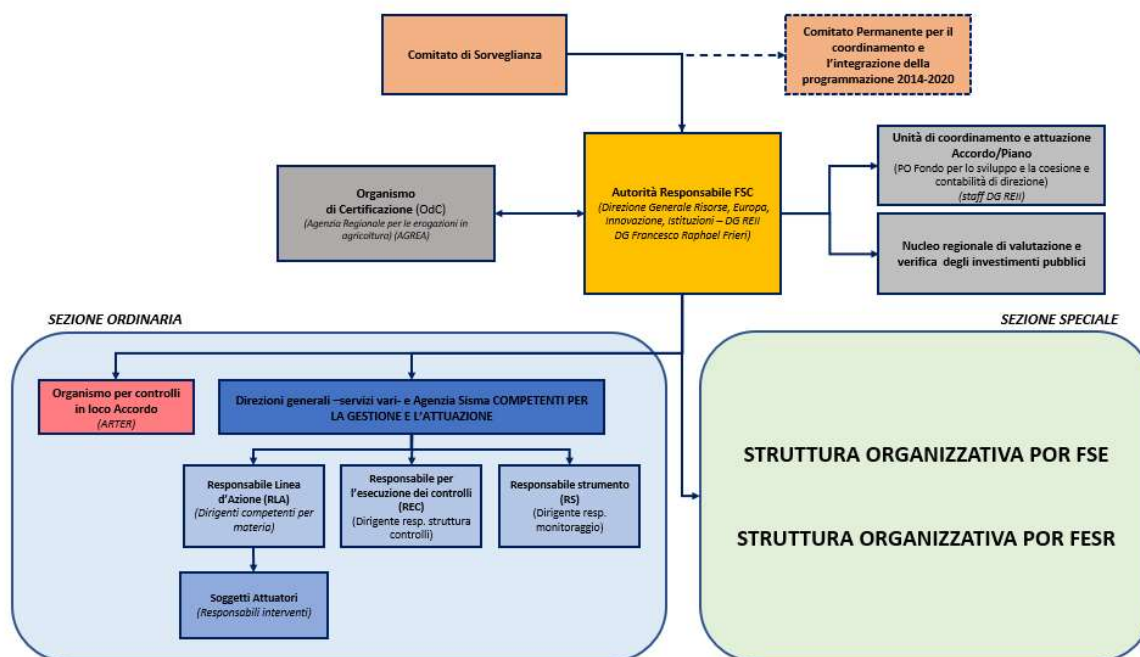 Comitato di Sorveglianza
Comitato Permanente per il
coordinamento e
l'integrazione della
programmazione 2014-2020
Organismo
di Certificazione (OdC)
(Agenzia Regionale per le erogazioni in
agricoltura) (AGREA)
Autorità Responsabile FSC
(Direzione Generale Risorse, Europa,
Innovazione, Istituzioni – DG REII
DG Francesco Raphael Frieri)
Unità di coordinamento e attuazione
Accordo/Piano
(PO Fondo per lo sviluppo e la coesione e
contabilità di direzione)
(staff DG REII)
Nucleo regionale di valutazione e
verifica degli investimenti pubblici
SEZIONE ORDINARIA
Organismo per controlli
in loco Accordo
(ARTER)
Direzioni generali –servizi vari- e Agenzia Sisma COMPETENTI PER
LA GESTIONE E L'ATTUAZIONE
Responsabile Linea
d'Azione (RLA)
(Dirigenti competenti per
materia)
Responsabile per
l'esecuzione dei controlli
(REC)
(Dirigente resp. struttura
controlli)
Responsabile strumento
(RS)
(Dirigente resp.
monitoraggio)
Soggetti Attuatori
(Responsabili interventi)
SEZIONE SPECIALE
STRUTTURA ORGANIZZATIVA POR FSE
STRUTTURA ORGANIZZATIVA POR FESR